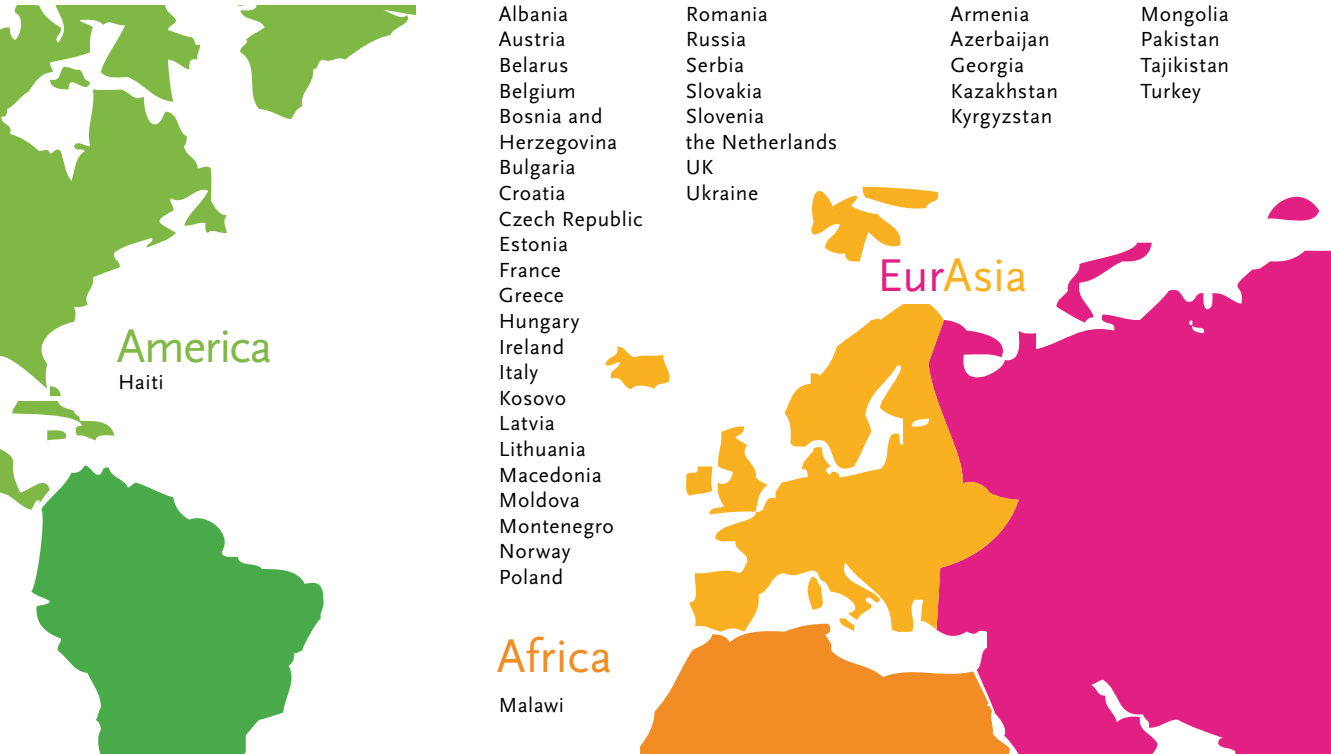 Albania
Austria
Belarus
Belgium
Bosnia and
Herzegovina
Bulgaria
Croatia
Czech Republic
Estonia
France
Greece
Hungary
Ireland
Italy
Kosovo
Latvia
Lithuania
Macedonia
Moldova
Montenegro
Norway
Poland
Romania
Russia
Serbia
Slovakia
Slovenia
the Netherlands
UK
Ukraine
Armenia
Azerbaijan
Georgia
Kazakhstan
Kyrgyzstan
Mongolia
Pakistan
Tajikistan
Turkey
EurAsia
America
Haiti
Africa
Malawi